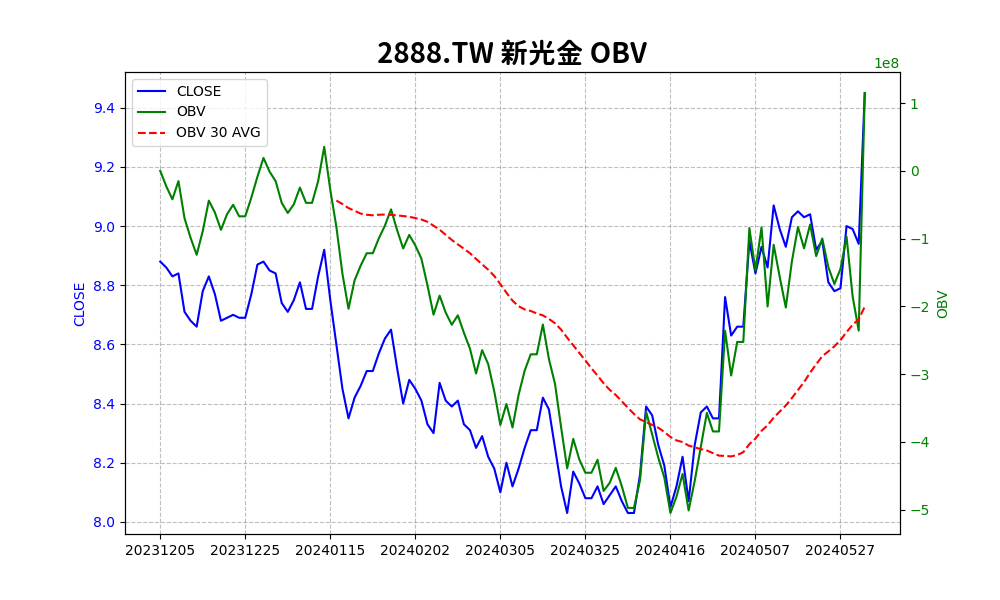 2888.TW 新光金 OBV
1e8
CLOSE
OBV
OBV 30 AVG
9.4
9.2
9.0
8.8
8.6
8.4
8.2
8.0
CLOSE
1
0
−1
−2
−3
−4
−5
OBV
20231205 20231225 20240115 20240202 20240305 20240325 20240416 20240507 20240527